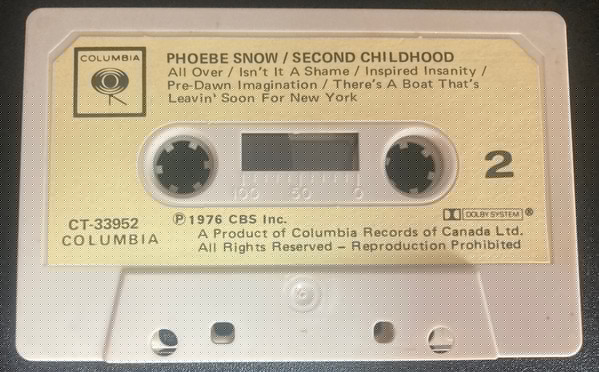 COLUMBIA
PHOEBE SNOW / SECOND CHILDHOOD
All Over / Isn't It A Shame / Inspired Insanity /
Pre-Dawn Imagination / There's A Boat That's
Leavin' Soon For New York
2
100 50 0
CT-33952
COLUMBIA
℗ 1976 CBS Inc.
DOLBY SYSTEM ®
A Product of Columbia Records of Canada Ltd.
All Rights Reserved – Reproduction Prohibited